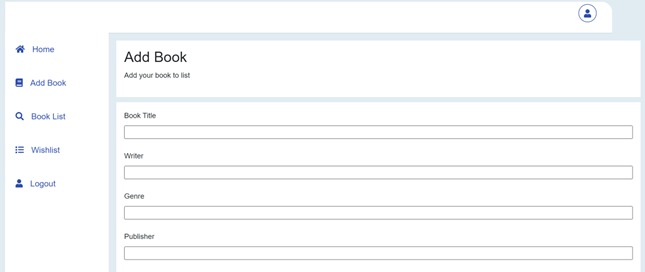 Home
Add Book
Book List
Wishlist
Logout
Add Book
Add your book to list
Book Title
Writer
Genre
Publisher